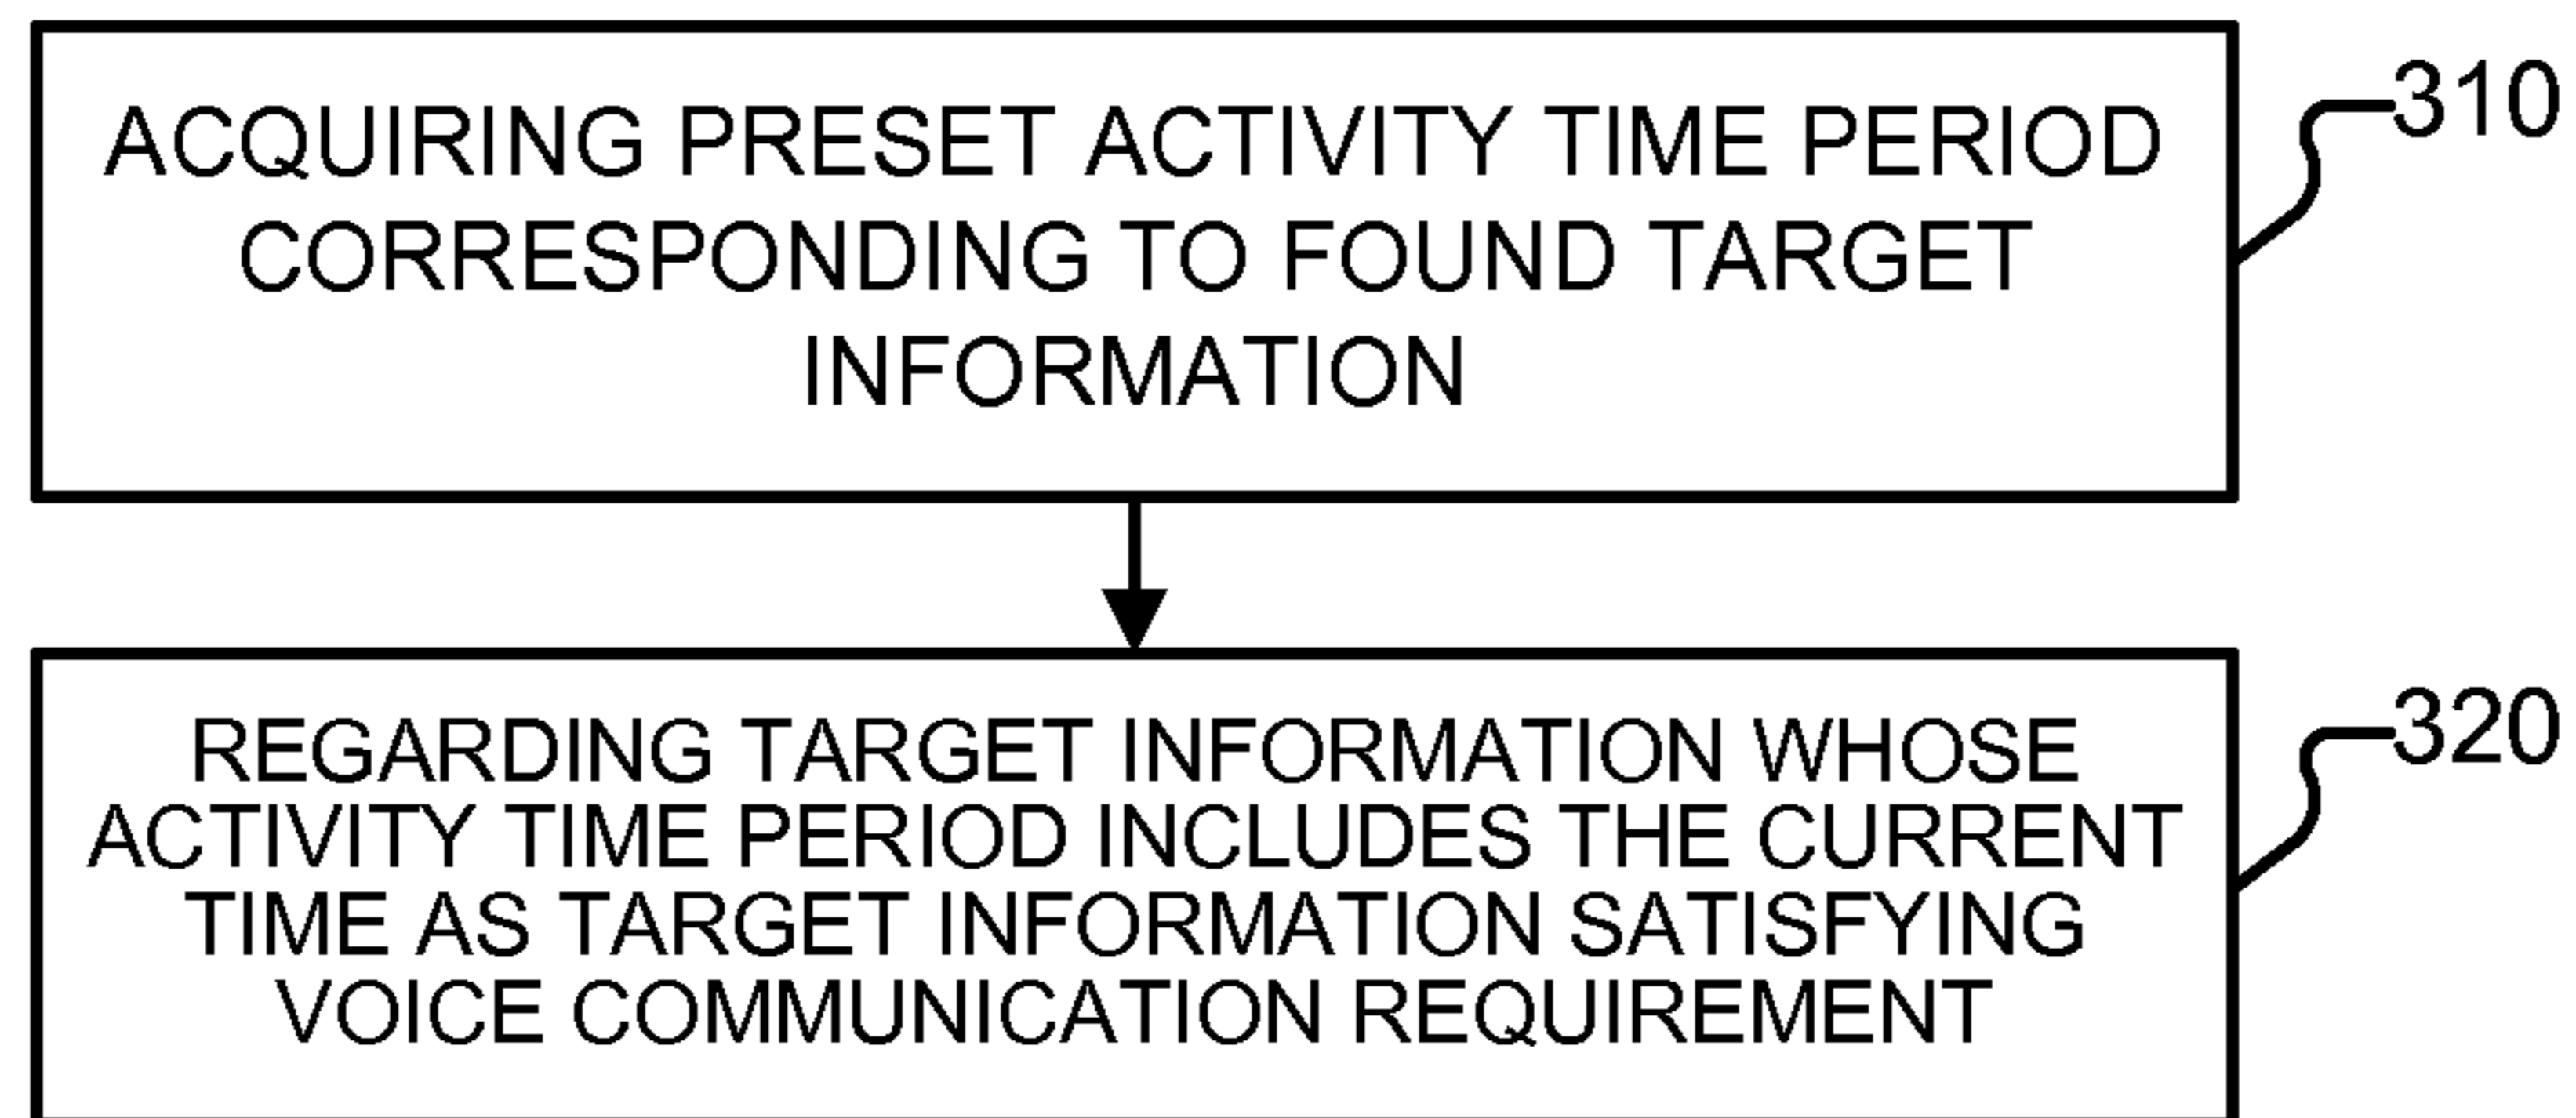 ACQUIRING PRESET ACTIVITY TIME PERIOD
CORRESPONDING TO FOUND TARGET
INFORMATION
310
REGARDING TARGET INFORMATION WHOSE
ACTIVITY TIME PERIOD INCLUDES THE CURRENT
TIME AS TARGET INFORMATION SATISFYING
VOICE COMMUNICATION REQUIREMENT
320